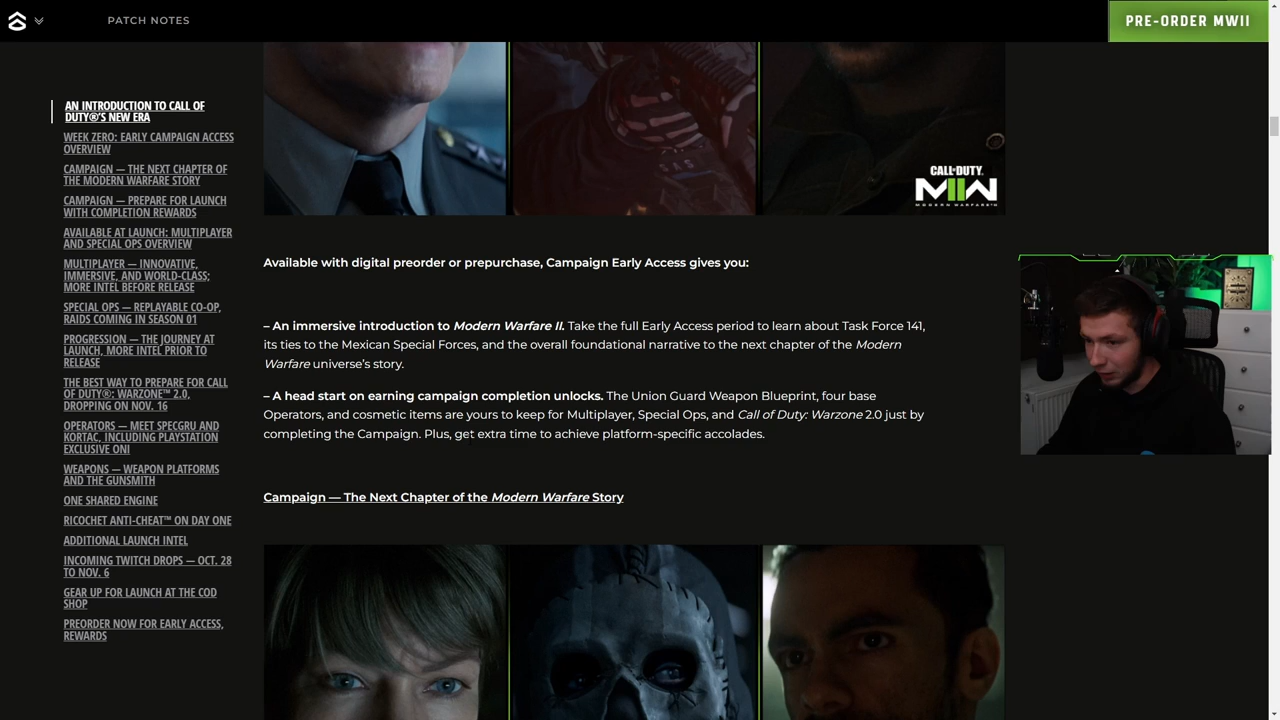 PATCH NOTES
PRE-ORDER MWII
AN INTRODUCTION TO CALL OF
DUTY®'S NEW ERA
WEEK ZERO: EARLY CAMPAIGN ACCESS
OVERVIEW
CAMPAIGN — THE NEXT CHAPTER OF
THE MODERN WARFARE STORY
CAMPAIGN — PREPARE FOR LAUNCH
WITH COMPLETION REWARDS
AVAILABLE AT LAUNCH: MULTIPLAYER
AND SPECIAL OPS OVERVIEW
MULTIPLAYER — INNOVATIVE,
IMMERSIVE, AND WORLD-CLASS;
MORE INTEL BEFORE RELEASE
SPECIAL OPS — REPLAYABLE CO-OP,
RAIDS COMING IN SEASON 01
PROGRESSION — THE JOURNEY AT
LAUNCH, MORE INTEL PRIOR TO
RELEASE
THE BEST WAY TO PREPARE FOR CALL
OF DUTY®: WARZONE™ 2.0,
DROPPING ON NOV. 16
OPERATORS — MEET SPECGRU AND
KORTAC, INCLUDING PLAYSTATION
EXCLUSIVE ONI
WEAPONS — WEAPON PLATFORMS
AND THE GUNSMITH
ONE SHARED ENGINE
RICOCHET ANTI-CHEAT™ ON DAY ONE
ADDITIONAL LAUNCH INTEL
INCOMING TWITCH DROPS — OCT. 28
TO NOV. 6
GEAR UP FOR LAUNCH AT THE COD
SHOP
PREORDER NOW FOR EARLY ACCESS,
REWARDS
SAS
CALL OF DUTY
MWII
MODERN WARFARE II
Available with digital preorder or prepurchase, Campaign Early Access gives you:
– An immersive introduction to Modern Warfare II. Take the full Early Access period to learn about Task Force 141,
its ties to the Mexican Special Forces, and the overall foundational narrative to the next chapter of the Modern
Warfare universe's story.
– A head start on earning campaign completion unlocks. The Union Guard Weapon Blueprint, four base
Operators, and cosmetic items are yours to keep for Multiplayer, Special Ops, and Call of Duty: Warzone 2.0 just by
completing the Campaign. Plus, get extra time to achieve platform-specific accolades.
Campaign — The Next Chapter of the Modern Warfare Story